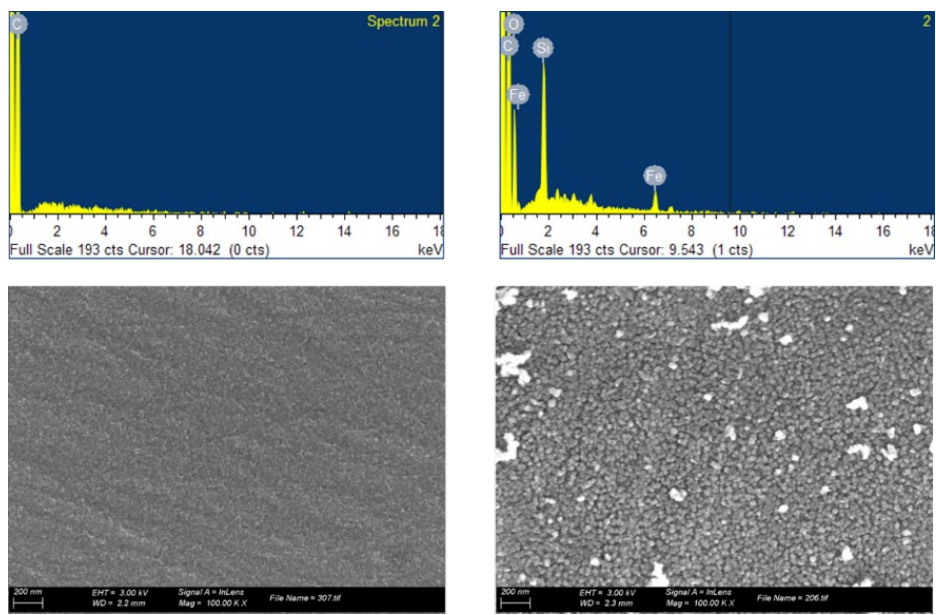 C
Spectrum 2
0 2 4 6 8 10 12 14 16 18
Full Scale 193 cts Cursor: 18.042 (0 cts)
keV
O
C
Si
Fe
Fe
2
0 2 4 6 8 10 12 14 16 18
Full Scale 193 cts Cursor: 9.543 (1 cts)
keV
200 nm
EHT = 3.00 kV
WD = 2.2 mm
Signal A = InLens
Mag = 100.00 K X
File Name = 307.tif
200 nm
EHT = 3.00 kV
WD = 2.3 mm
Signal A = InLens
Mag = 100.00 K X
File Name = 206.tif